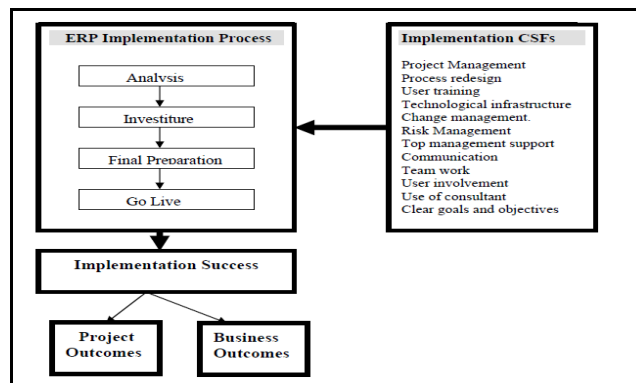 ERP Implementation Process
Analysis
Investiture
Final Preparation
Go Live
Implementation CSFs
Project Management
Process redesign
User training
Technological infrastructure
Change management.
Risk Management
Top management support
Communication
Team work
User involvement
Use of consultant
Clear goals and objectives
Implementation Success
Project
Outcomes
Business
Outcomes